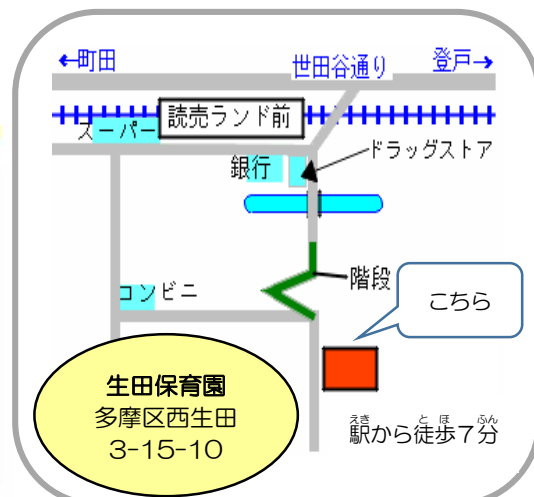 ←町田
世田谷通り
登戸→
読売ランド前
スーパー
ドラッグストア
銀行
階段
コンビニ
こちら
生田保育園
多摩区西生田
3-15-10
駅から徒歩7分
えき と ほ ふん